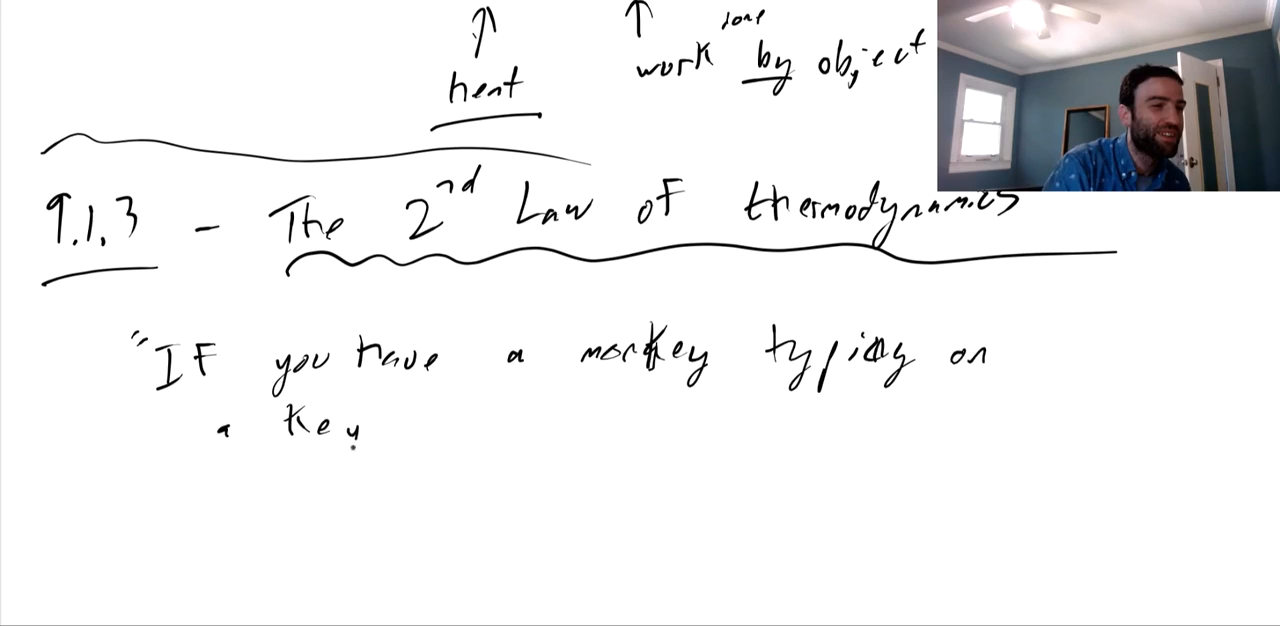 ↑ ↑ done
heat work by object
9.1.3 - The 2nd Law of thermodynamics
"If you have a monkey typing on
a key